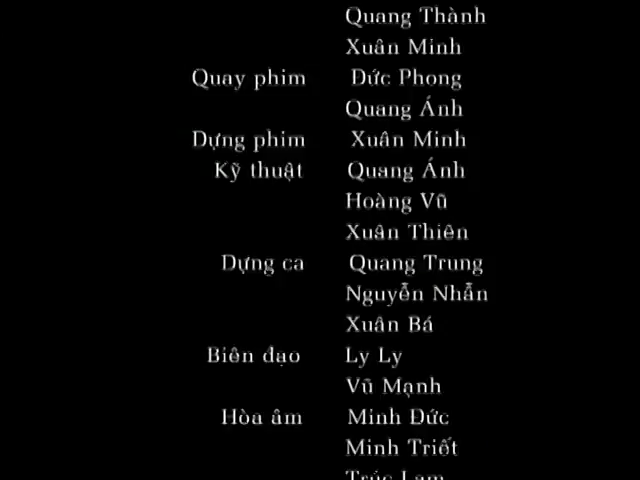 Quang Thành
Xuân Minh
Quay phim Đức Phong
Quang Ánh
Dựng phim Xuân Minh
Kỹ thuật Quang Ánh
Hoàng Vũ
Xuân Thiên
Dựng ca Quang Trung
Nguyễn Nhẫn
Xuân Bá
Biên đạo Ly Ly
Vũ Mạnh
Hòa âm Minh Đức
Minh Triết
Trúc Lam